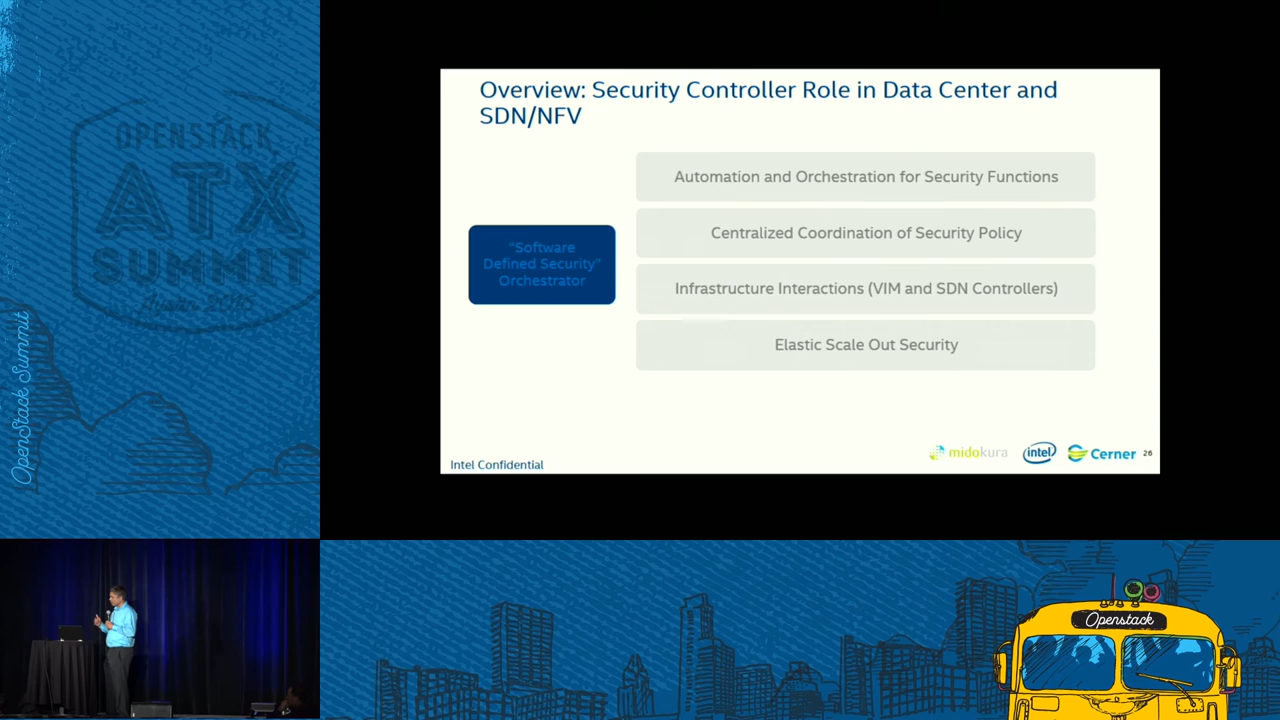 OPENSTACK
ATX
SUMMIT
Austin 2016
OpenStack Summit
Overview: Security Controller Role in Data Center and
SDN/NFV
“Software
Defined Security”
Orchestrator
Automation and Orchestration for Security Functions
Centralized Coordination of Security Policy
Infrastructure Interactions (VIM and SDN Controllers)
Elastic Scale Out Security
Intel Confidential
midokura
intel
Cerner
26
Openstack